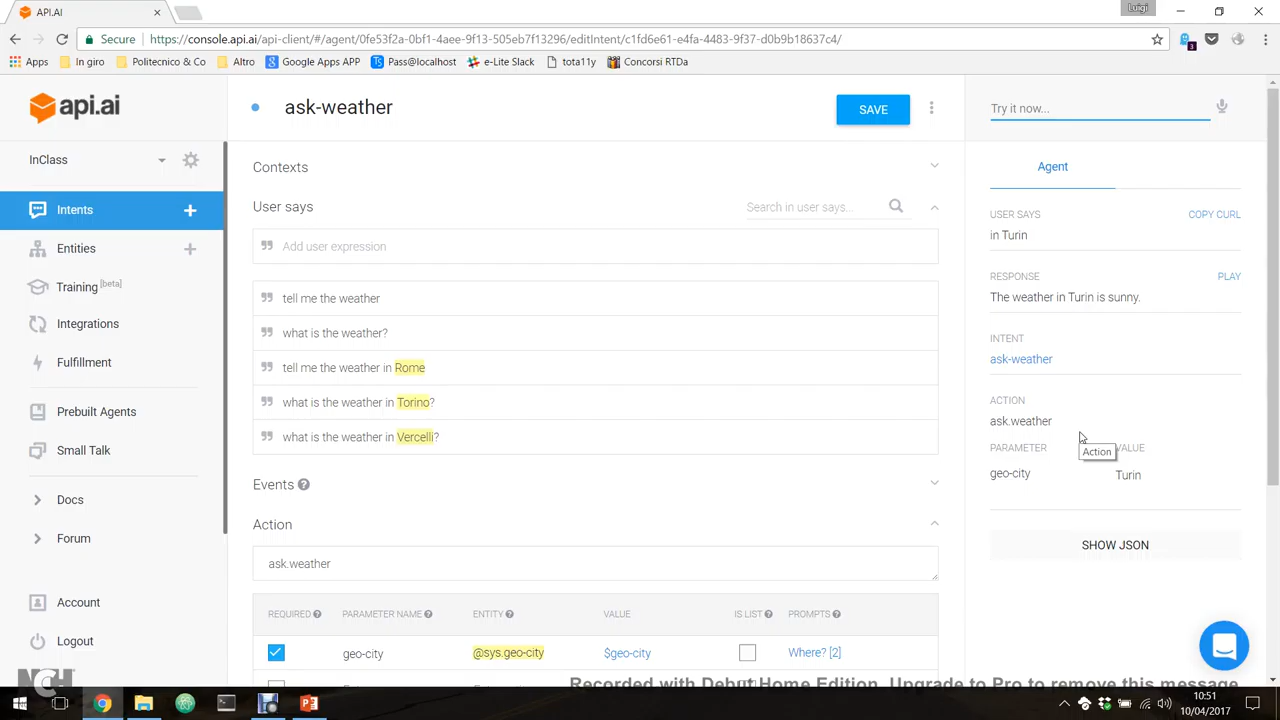 API.AI
Luigi
Secure
https://console.api.ai/api-client/#/agent/0fe53f2a-0bf1-4aee-9f13-505eb7f13296/editIntent/c1fd6e61-e4fa-4483-9f37-d0b9b18637c4/
3
Apps
In giro
Politecnico & Co
Altro
Google Apps APP
Pass@localhost
e-Lite Slack
tota11y
Concorsi RTDa
api.ai
InClass
Intents
Entities
Training [beta]
Integrations
Fulfillment
Prebuilt Agents
Small Talk
Docs
Forum
Account
Logout
ask-weather
SAVE
Contexts
User says
Search in user says...
Add user expression
tell me the weather
what is the weather?
tell me the weather in Rome
what is the weather in Torino?
what is the weather in Vercelli?
Events
Action
ask.weather
REQUIRED PARAMETER NAME ENTITY VALUE IS LIST PROMPTS
geo-city @sys.geo-city $geo-city Where? [2]
Try it now...
Agent
USER SAYS COPY CURL
in Turin
RESPONSE PLAY
The weather in Turin is sunny.
INTENT
ask-weather
ACTION
ask.weather
Action
PARAMETER VALUE
geo-city Turin
SHOW JSON
NCH
Recorded with Debut Home Edition. Upgrade to Pro to remove this message
10:51
10/04/2017